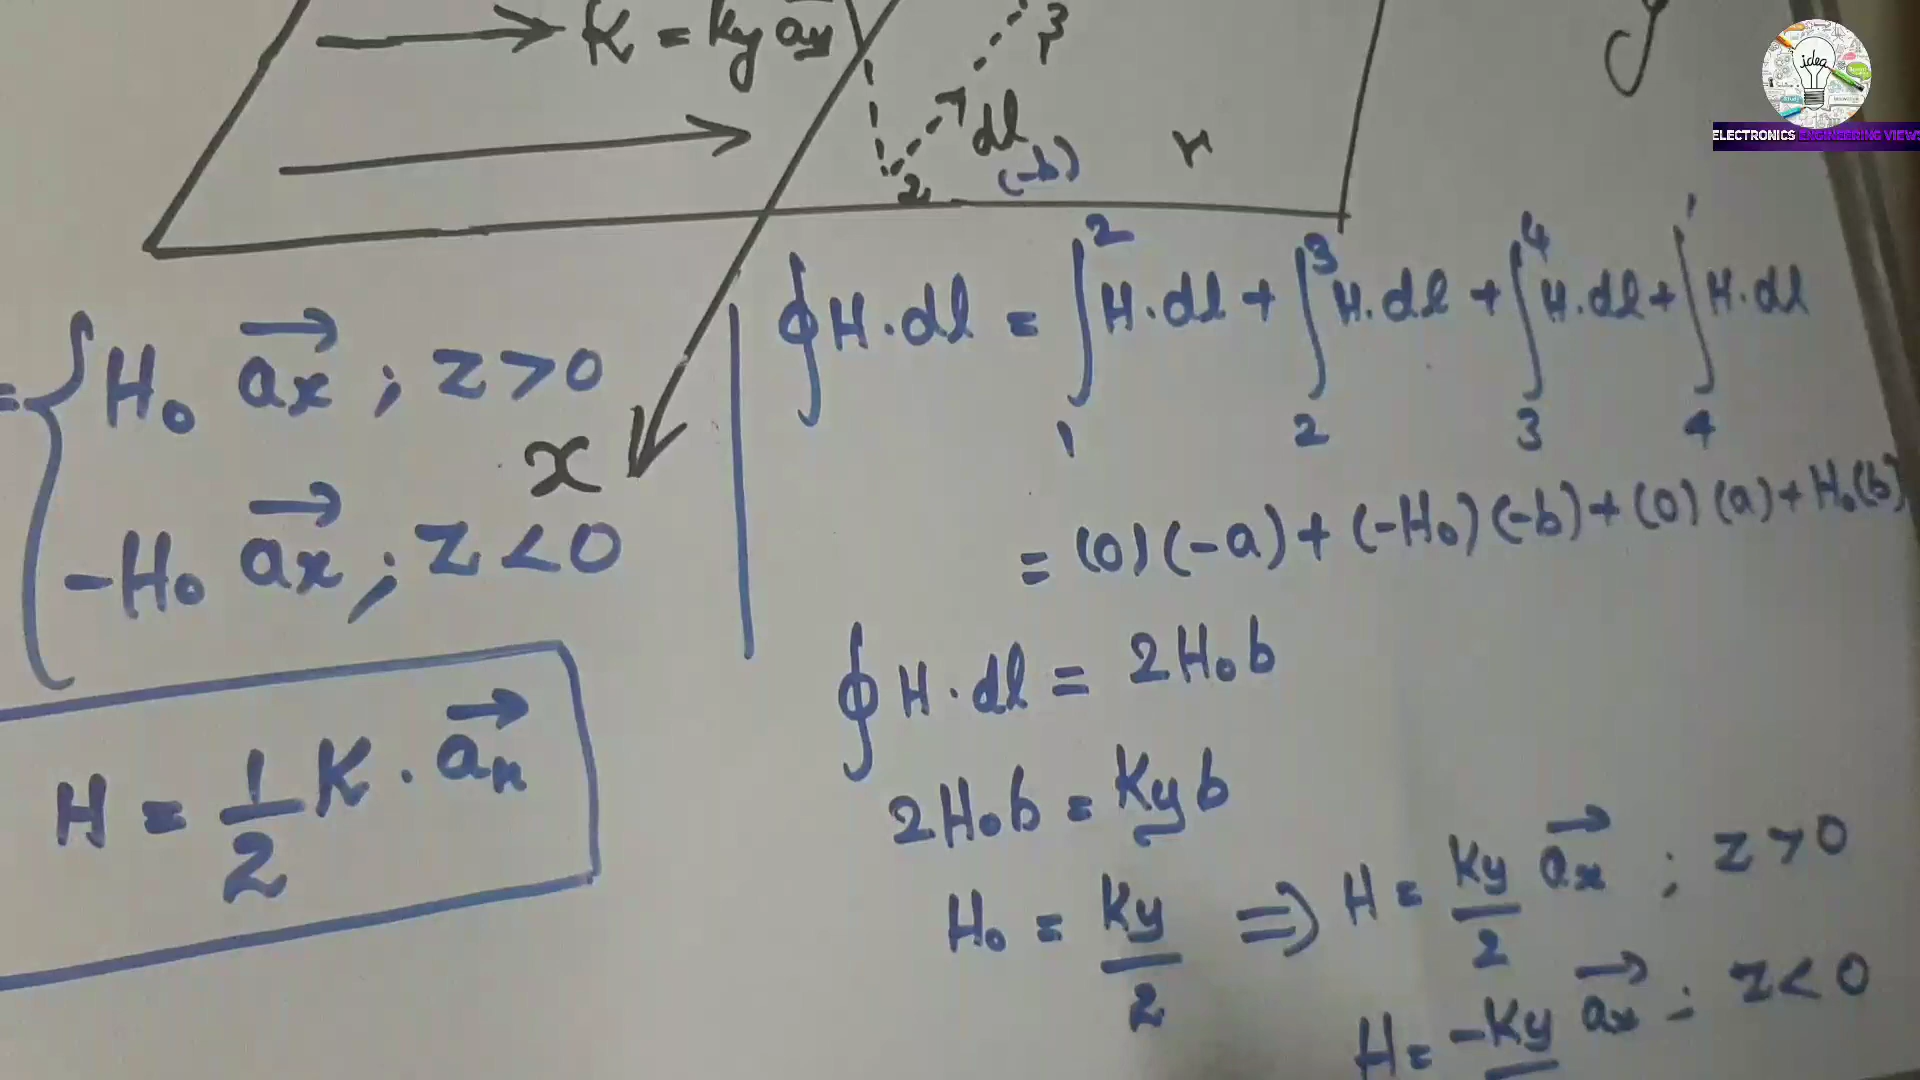 K = Ky ay
3
dl
(-b)
2
y
idea
ELECTRONICS ENGINEERING VIEWS
= { H₀ ax ; z > 0
-H₀ ax ; z < 0
x
H = 1/2 K . an
∮ H . dl = ∫₁² H . dl + ∫₂³ H . dl + ∫₃⁴ H . dl + ∫₄¹ H . dl
= (0) (-a) + (-H₀) (-b) + (0) (a) + H₀ (b)
∮ H . dl = 2H₀b
2H₀b = Ky b
H₀ = Ky/2 ⇒ H = Ky/2 ax ; z > 0
H = -Ky ax ; z < 0